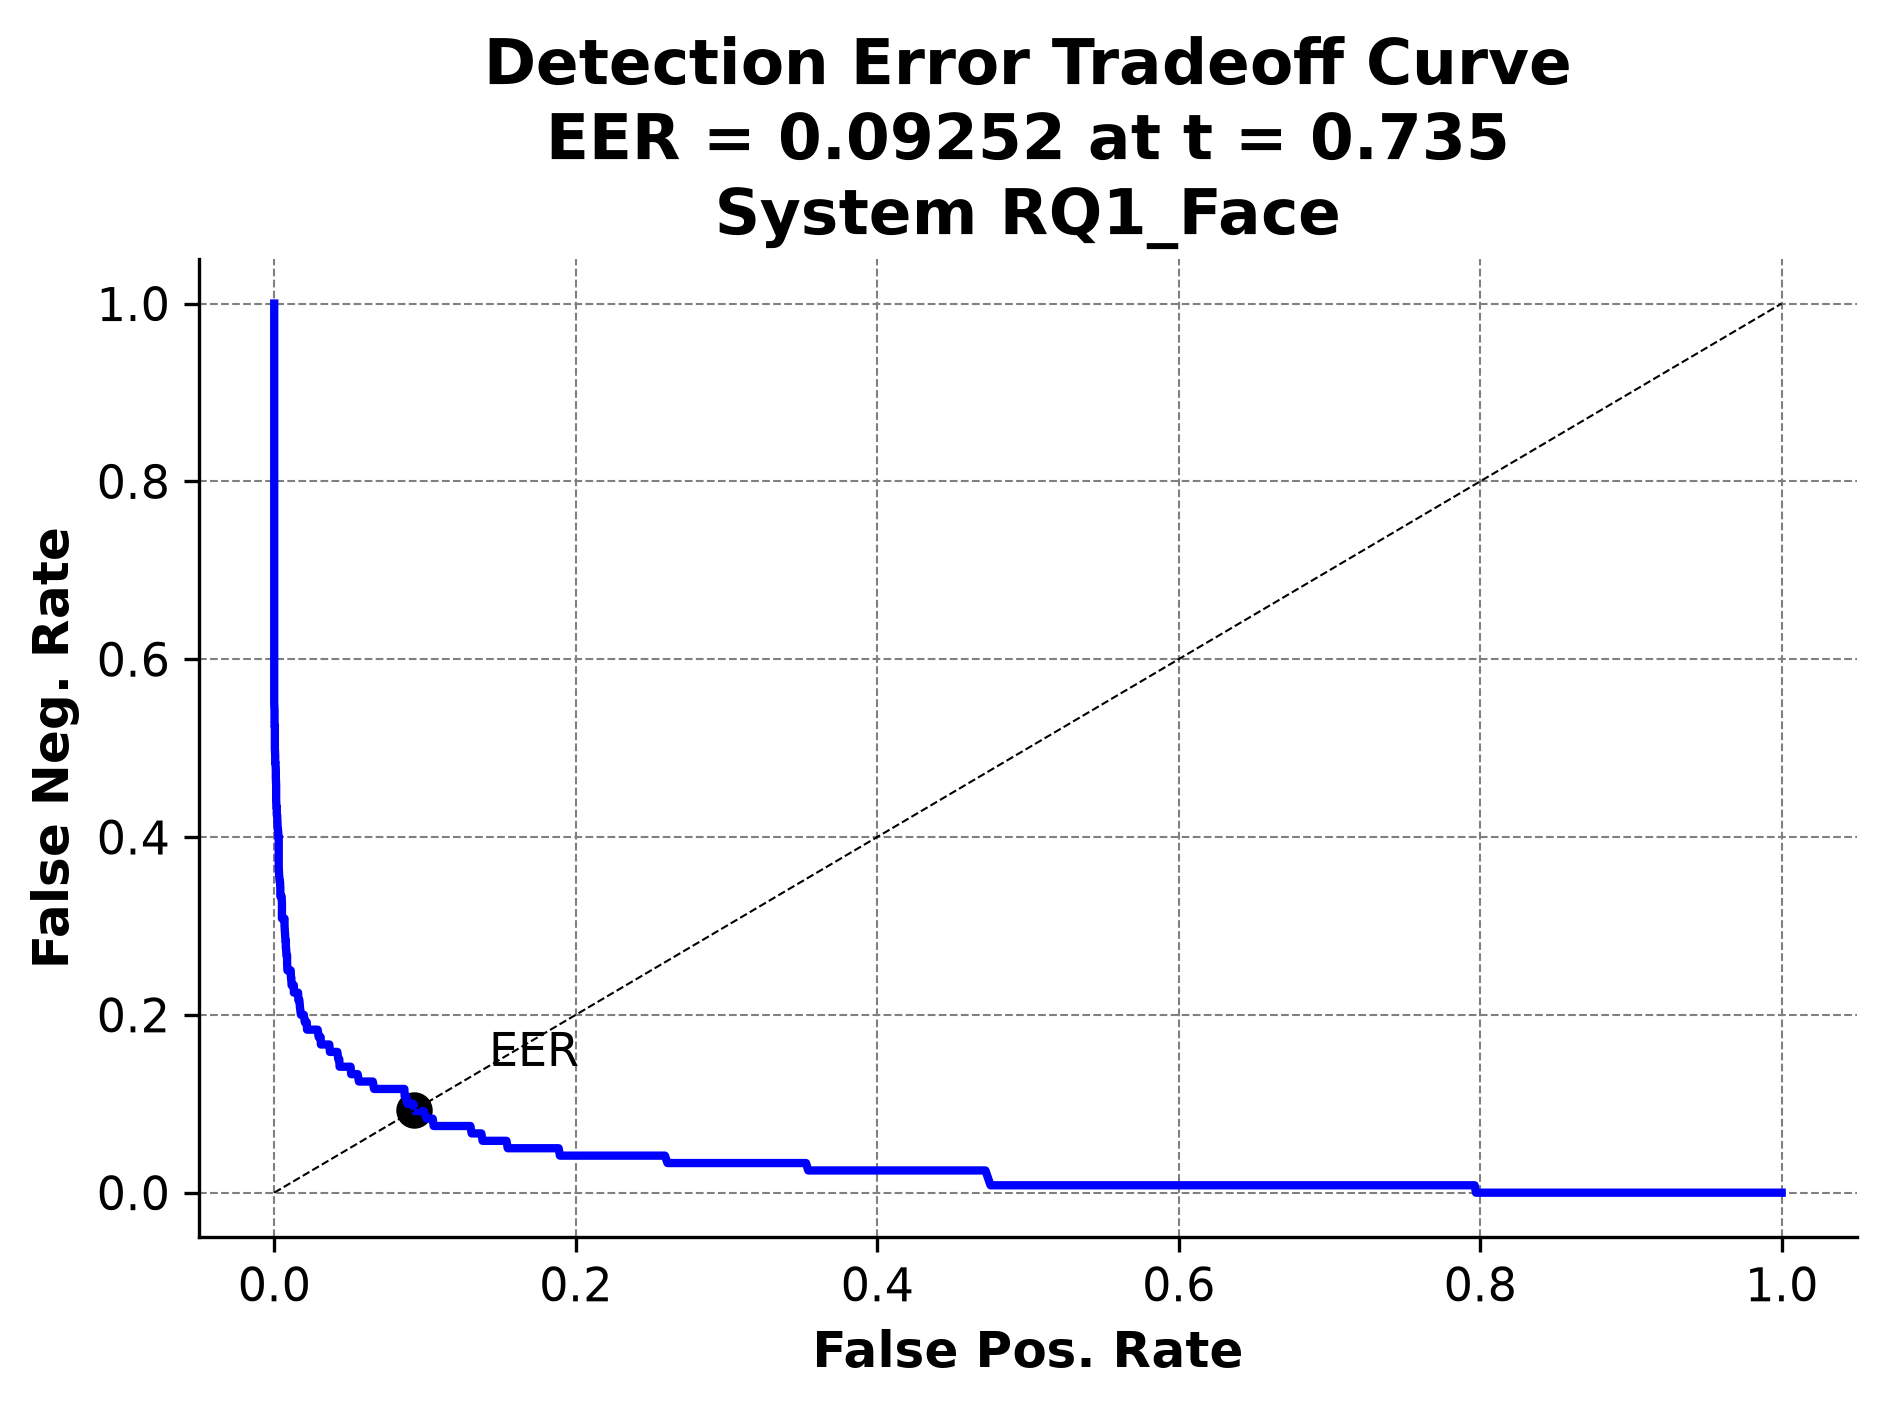 Detection Error Tradeoff Curve
EER = 0.09252 at t = 0.735
System RQ1_Face
1.0
0.8
0.6
0.4
0.2
0.0
False Neg. Rate
EER
0.0 0.2 0.4 0.6 0.8 1.0
False Pos. Rate